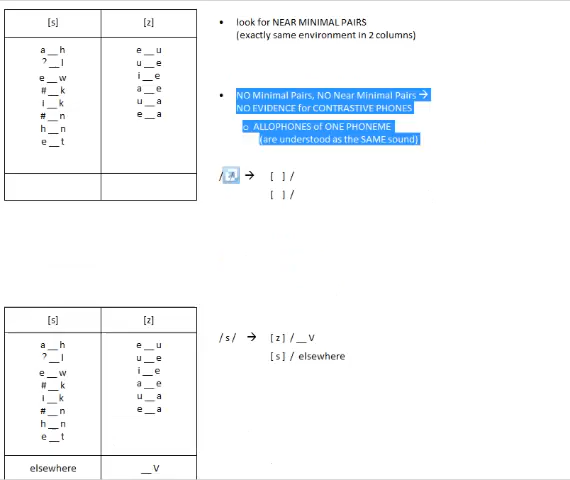 [s] [z]
a __ h e __ u
? __ l u __ e
e __ w i __ e
# __ k a __ e
I __ k u __ a
# __ n e __ a
h __ n
e __ t
• look for NEAR MINIMAL PAIRS
(exactly same environment in 2 columns)
• NO Minimal Pairs, NO Near Minimal Pairs →
NO EVIDENCE for CONTRASTIVE PHONES
o ALLOPHONES of ONE PHONEME
(are understood as the SAME sound)
/ → [ ] /
[ ] /
[s] [z]
a __ h e __ u
? __ l u __ e
e __ w i __ e
# __ k a __ e
I __ k u __ a
# __ n e __ a
h __ n
e __ t
elsewhere __ V
/ s / → [ z ] / __ V
[ s ] / elsewhere